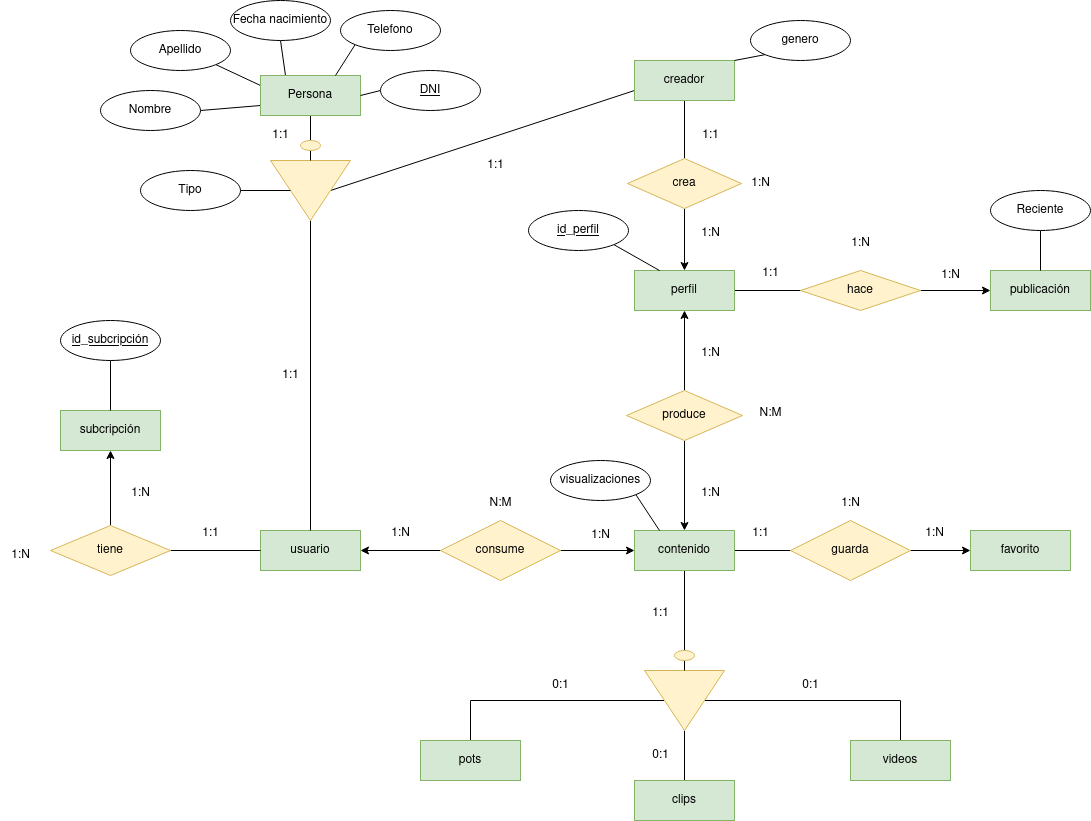 Fecha nacimiento
Telefono
genero
Apellido
creador
DNI
Persona
Nombre
1:1
1:1
1:1
Tipo
crea
1:N
Reciente
id_perfil
1:N
1:N
1:1
1:N
perfil
hace
publicación
id_subcripción
1:N
1:1
produce
N:M
subcripción
visualizaciones
1:N
1:N
N:M
1:N
1:1
1:N
1:N
1:1
1:N
1:N
tiene
usuario
consume
contenido
guarda
favorito
1:1
0:1
0:1
0:1
pots
videos
clips